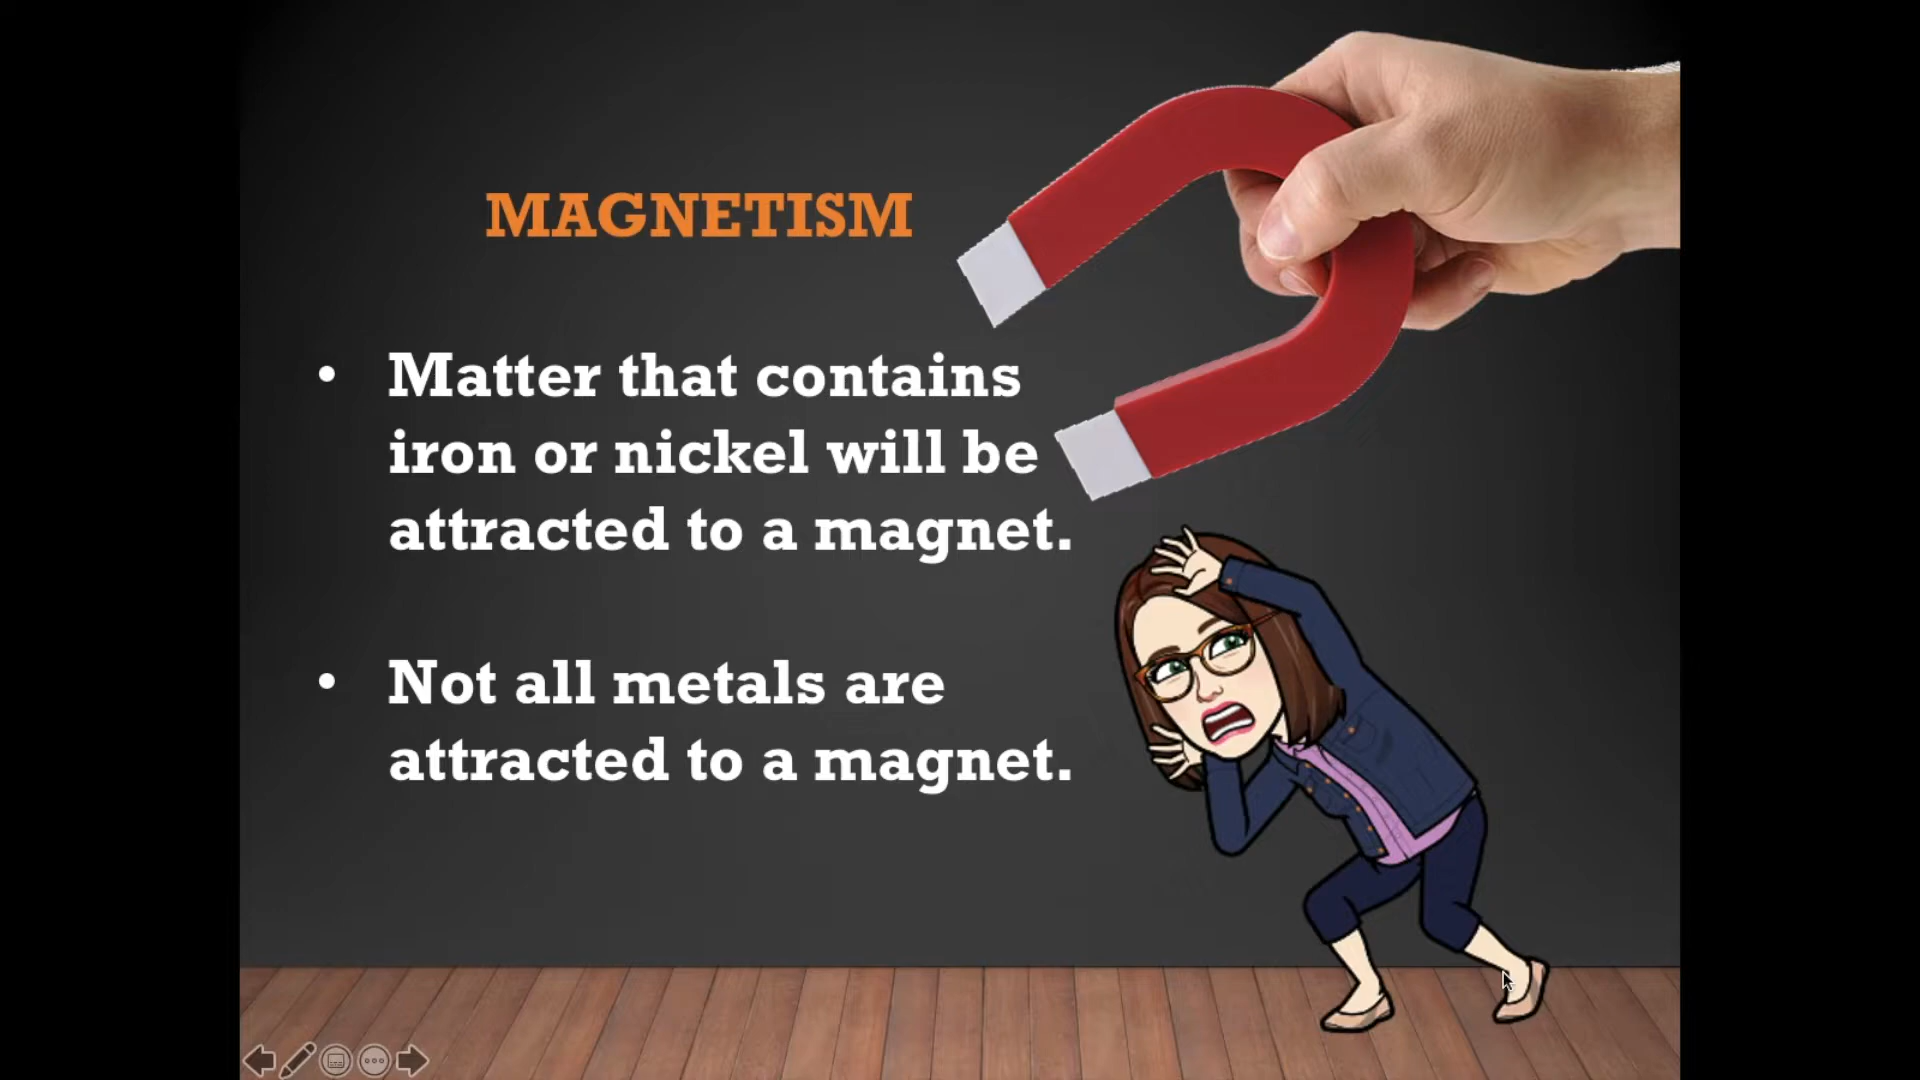 MAGNETISM
• Matter that contains
iron or nickel will be
attracted to a magnet.
• Not all metals are
attracted to a magnet.